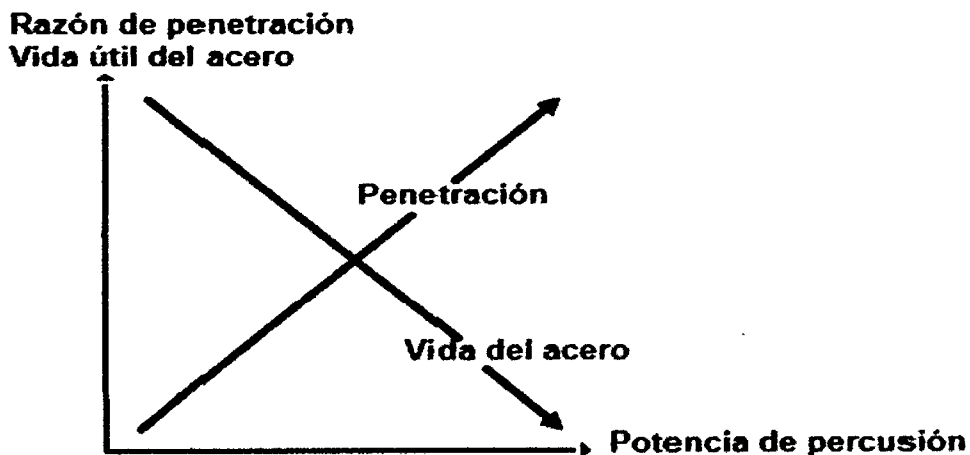 Razón de penetración
Vida útil del acero
Penetración
Vida del acero
Potencia de percusión